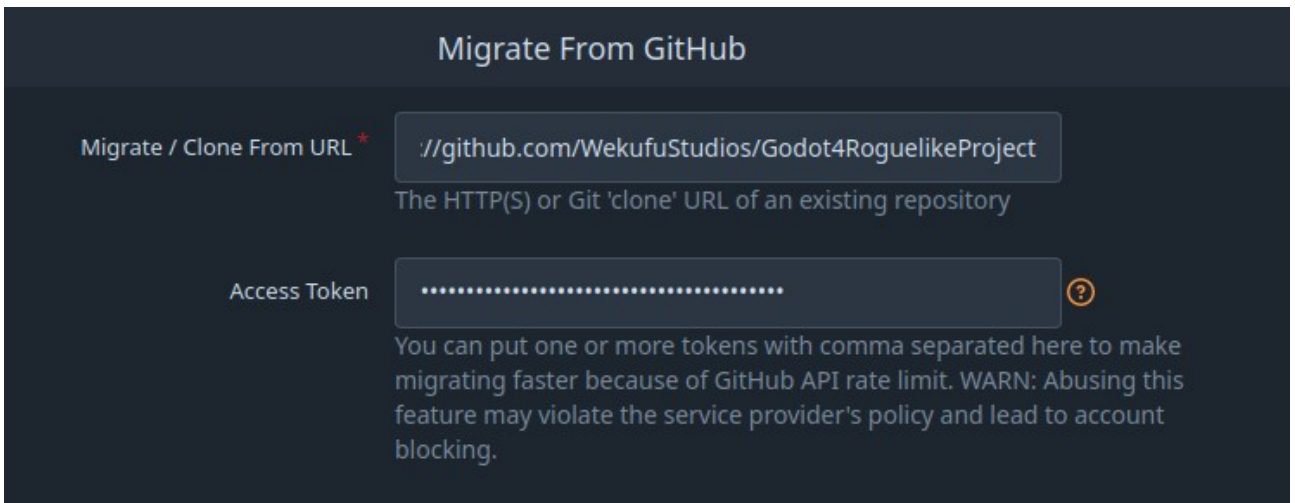 Migrate From GitHub
Migrate / Clone From URL *
://github.com/WekufuStudios/Godot4RoguelikeProject
The HTTP(S) or Git 'clone' URL of an existing repository
Access Token
••••••••••••••••••••••••••••••••••••••••
?
You can put one or more tokens with comma separated here to make
migrating faster because of GitHub API rate limit. WARN: Abusing this
feature may violate the service provider's policy and lead to account
blocking.